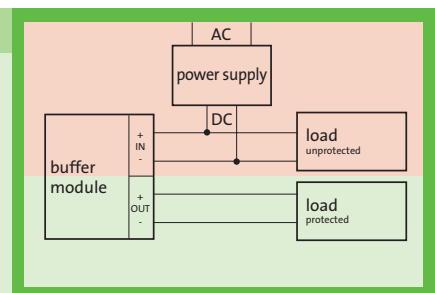 AC
power supply
DC
+
IN
-
load
unprotected
buffer
module
+
OUT
-
load
protected